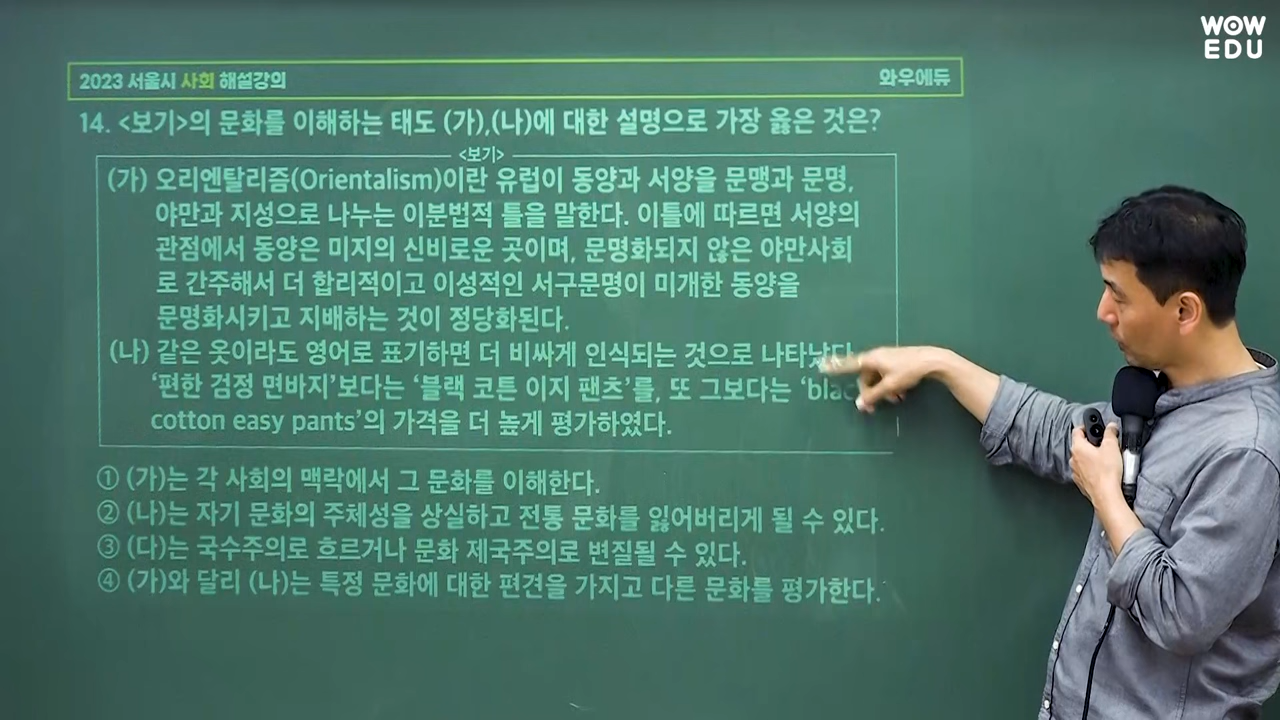 WOW
EDU
2023 서울시 사회 해설강의
와우에듀
14. <보기>의 문화를 이해하는 태도 (가),(나)에 대한 설명으로 가장 옳은 것은?
<보기>
(가) 오리엔탈리즘(Orientalism)이란 유럽이 동양과 서양을 문맹과 문명,
야만과 지성으로 나누는 이분법적 틀을 말한다. 이틀에 따르면 서양의
관점에서 동양은 미지의 신비로운 곳이며, 문명화되지 않은 야만사회
로 간주해서 더 합리적이고 이성적인 서구문명이 미개한 동양을
문명화시키고 지배하는 것이 정당화된다.
(나) 같은 옷이라도 영어로 표기하면 더 비싸게 인식되는 것으로 나타났다.
'편한 검정 면바지'보다는 '블랙 코튼 이지 팬츠'를, 또 그보다는 'black
cotton easy pants'의 가격을 더 높게 평가하였다.
① (가)는 각 사회의 맥락에서 그 문화를 이해한다.
② (나)는 자기 문화의 주체성을 상실하고 전통 문화를 잃어버리게 될 수 있다.
③ (다)는 국수주의로 흐르거나 문화 제국주의로 변질될 수 있다.
④ (가)와 달리 (나)는 특정 문화에 대한 편견을 가지고 다른 문화를 평가한다.